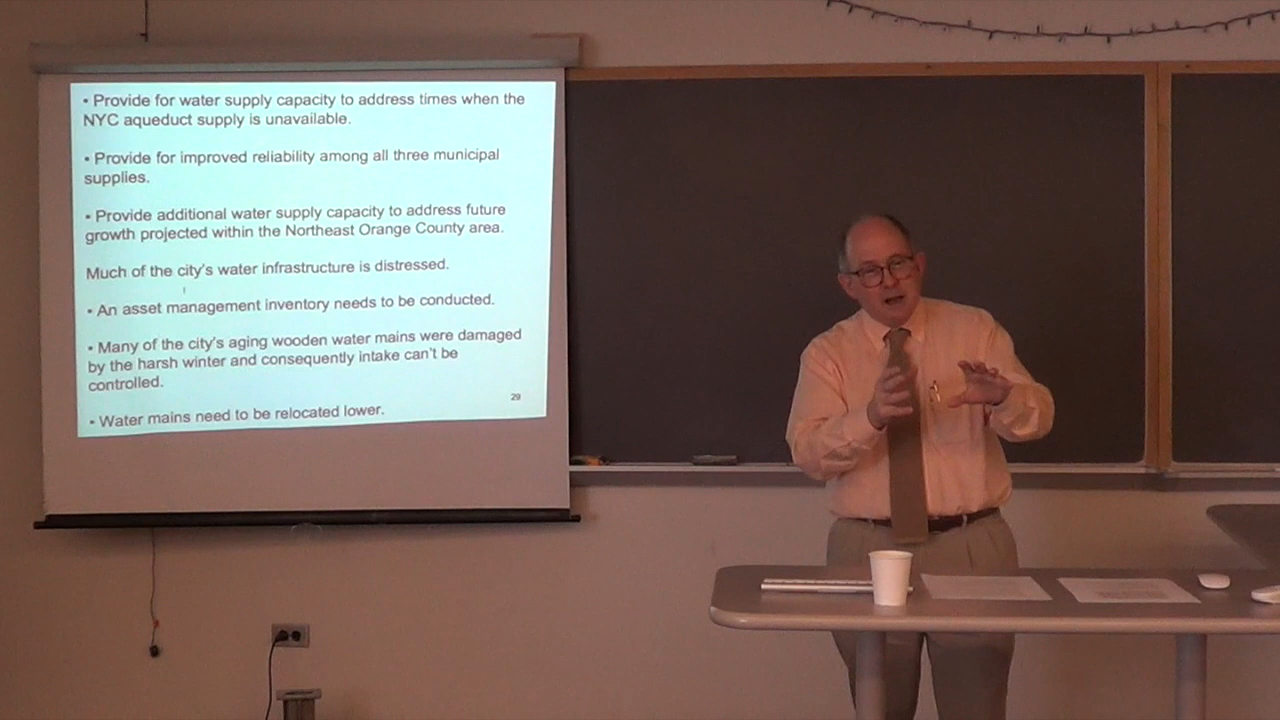 • Provide for water supply capacity to address times when the
NYC aqueduct supply is unavailable.
• Provide for improved reliability among all three municipal
supplies.
• Provide additional water supply capacity to address future
growth projected within the Northeast Orange County area.
Much of the city's water infrastructure is distressed.
• An asset management inventory needs to be conducted.
• Many of the city's aging wooden water mains were damaged
by the harsh winter and consequently intake can't be
controlled.
29
• Water mains need to be relocated lower.